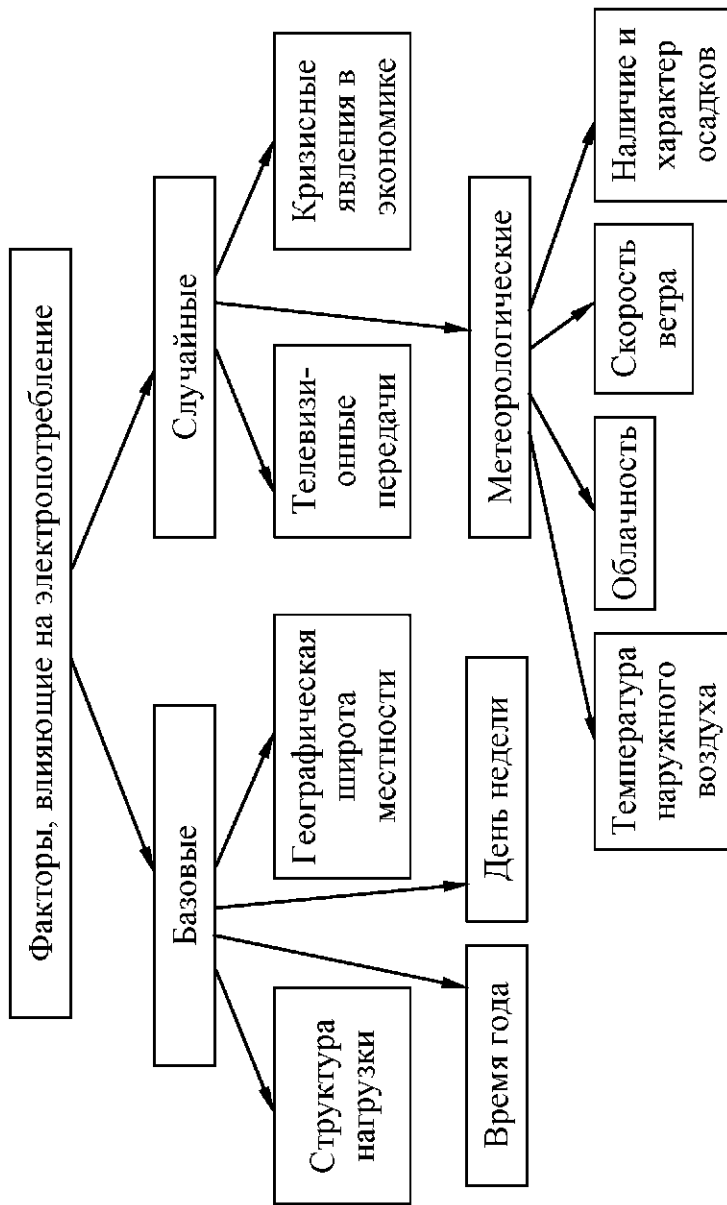 Факторы, влияющие на электропотребление
Базовые
Случайные
Структура
нагрузки
Географическая
широта
местности
Телевизи-
онные
передачи
Кризисные
явления в
экономике
Время года
День недели
Метеорологические
Температура
наружного
воздуха
Облачность
Скорость
ветра
Наличие и
характер
осадков